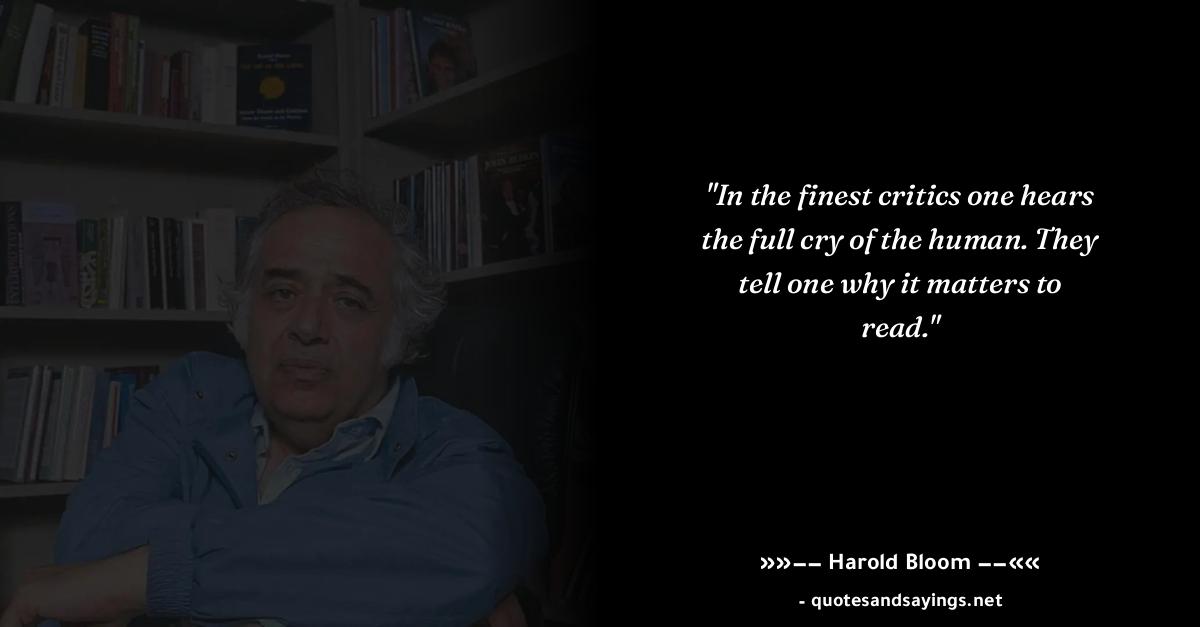 "In the finest critics one hears
the full cry of the human. They
tell one why it matters to
read."
»»–– Harold Bloom ––««
- quotesandsayings.net